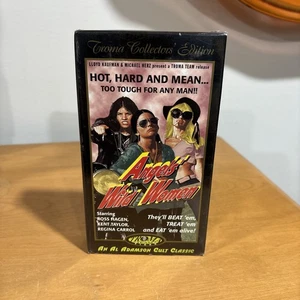 Troma Collectors Edition
LLOYD KAUFMAN & MICHAEL HERZ present a TROMA TEAM release
HOT, HARD AND MEAN...
TOO TOUGH FOR ANY MAN!!
Angels'
Wild Women
Starring
ROSS HAGEN,
KENT TAYLOR,
REGINA CARROL
They'll BEAT 'em,
TREAT 'em
and EAT 'em alive!
TROMA
AN AL ADAMSON CULT CLASSIC